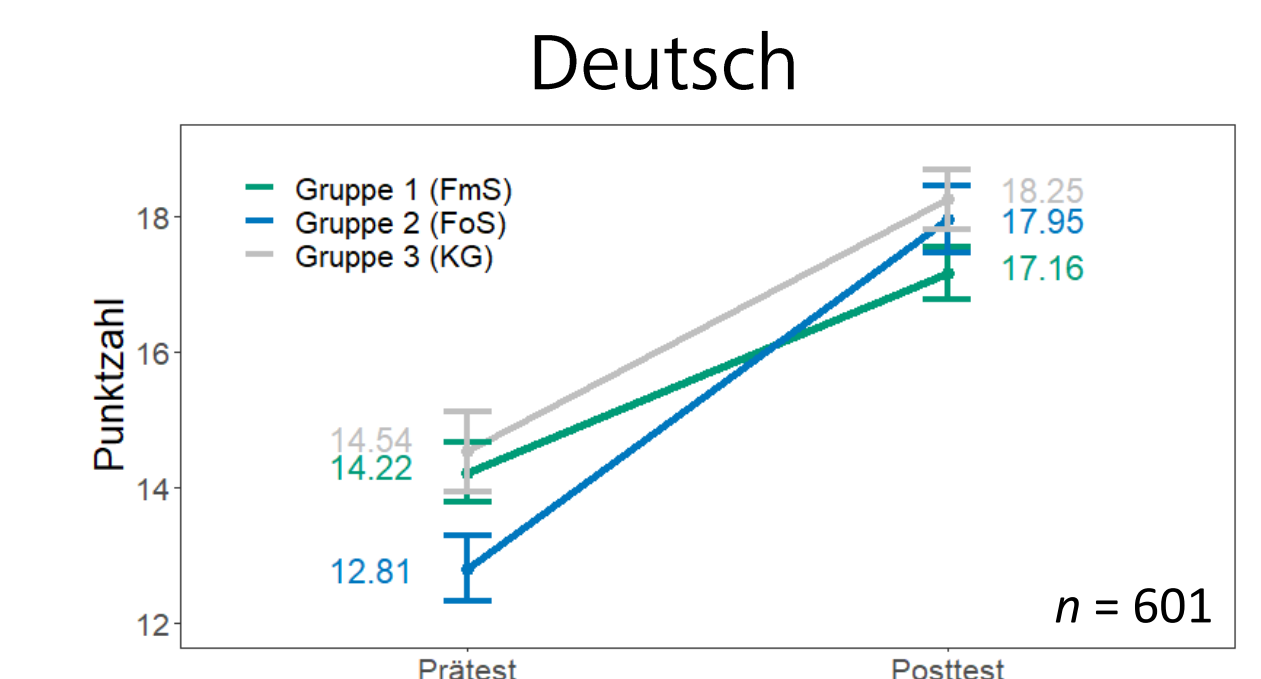 Deutsch
Gruppe 1 (FmS)
Gruppe 2 (FoS)
Gruppe 3 (KG)
Punktzahl
18
16
14
12
18.25
17.95
17.16
14.54
14.22
12.81
n = 601
Prätest
Posttest